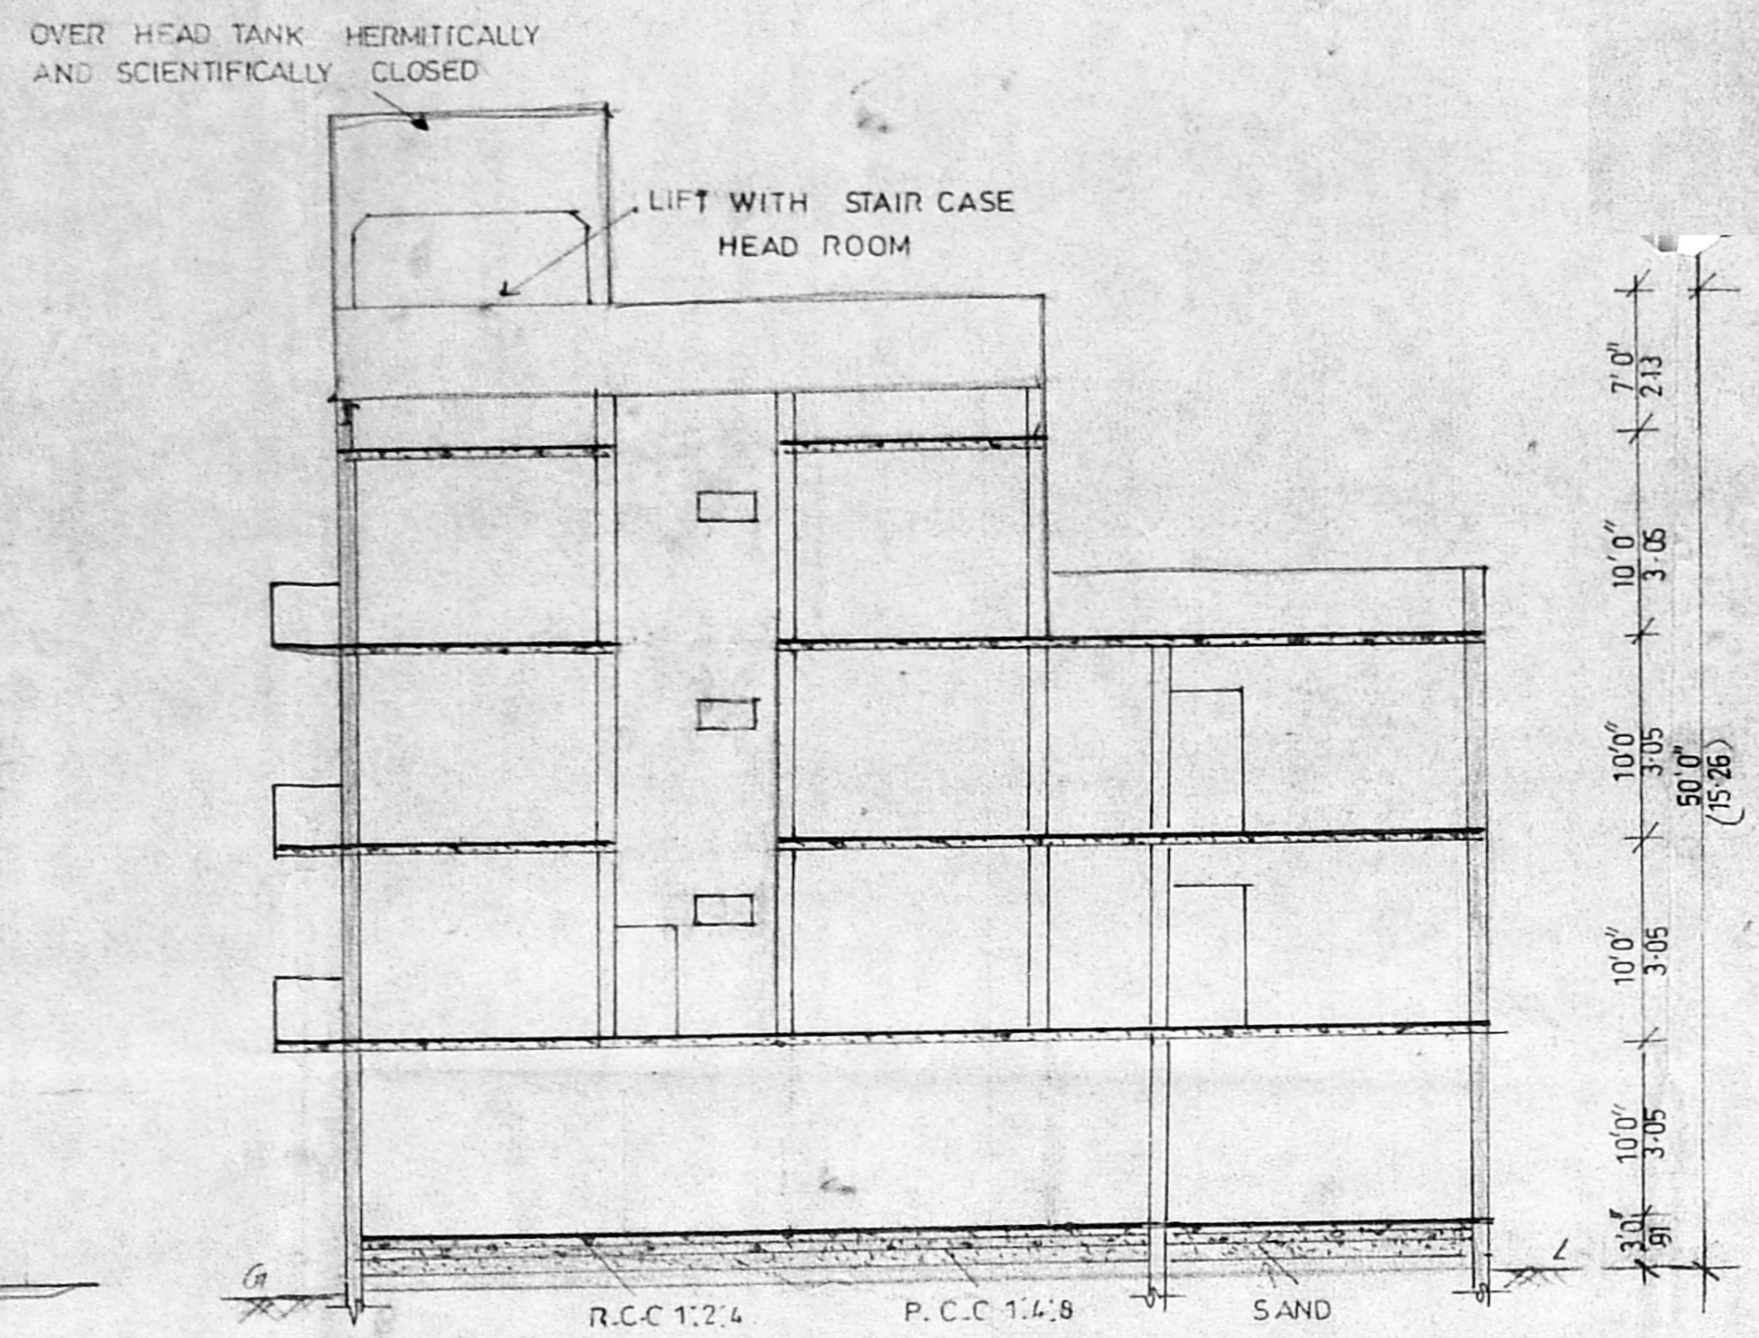 OVER HEAD TANK HERMITICALLY
AND SCIENTIFICALLY CLOSED
LIFT WITH STAIR CASE
HEAD ROOM
7'0"
2.13
10'0"
3.05
10'0"
3.05
50'0"
(15.26)
10'0"
3.05
10'0"
3.05
3'0"
.91
G
L
R.C.C 1:2:4
P.C.C 1:4:8
SAND